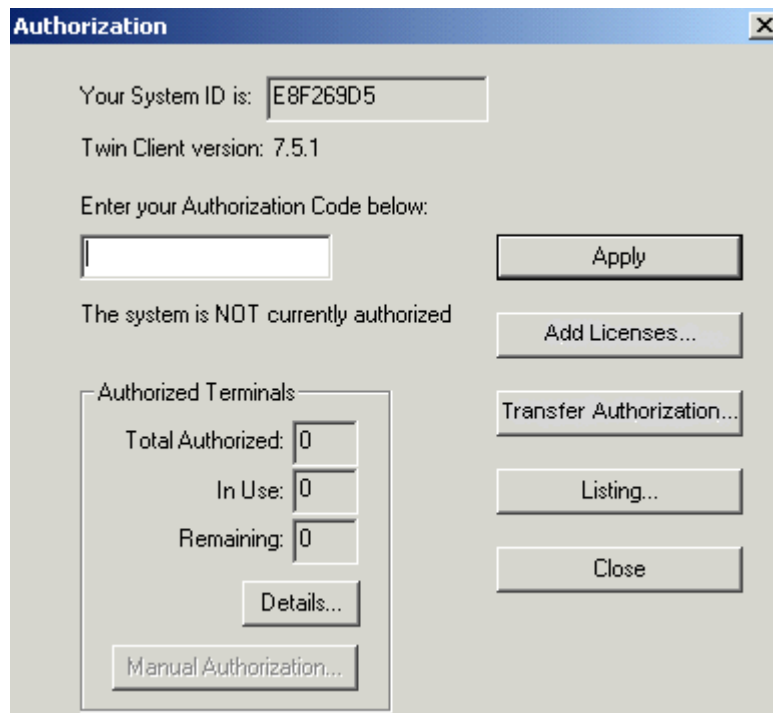 Authorization
Your System ID is: E8F269D5
Twin Client version: 7.5.1
Enter your Authorization Code below:
Apply
The system is NOT currently authorized
Add Licenses...
Authorized Terminals
Transfer Authorization...
Total Authorized: 0
In Use: 0
Listing...
Remaining: 0
Close
Details...
Manual Authorization...